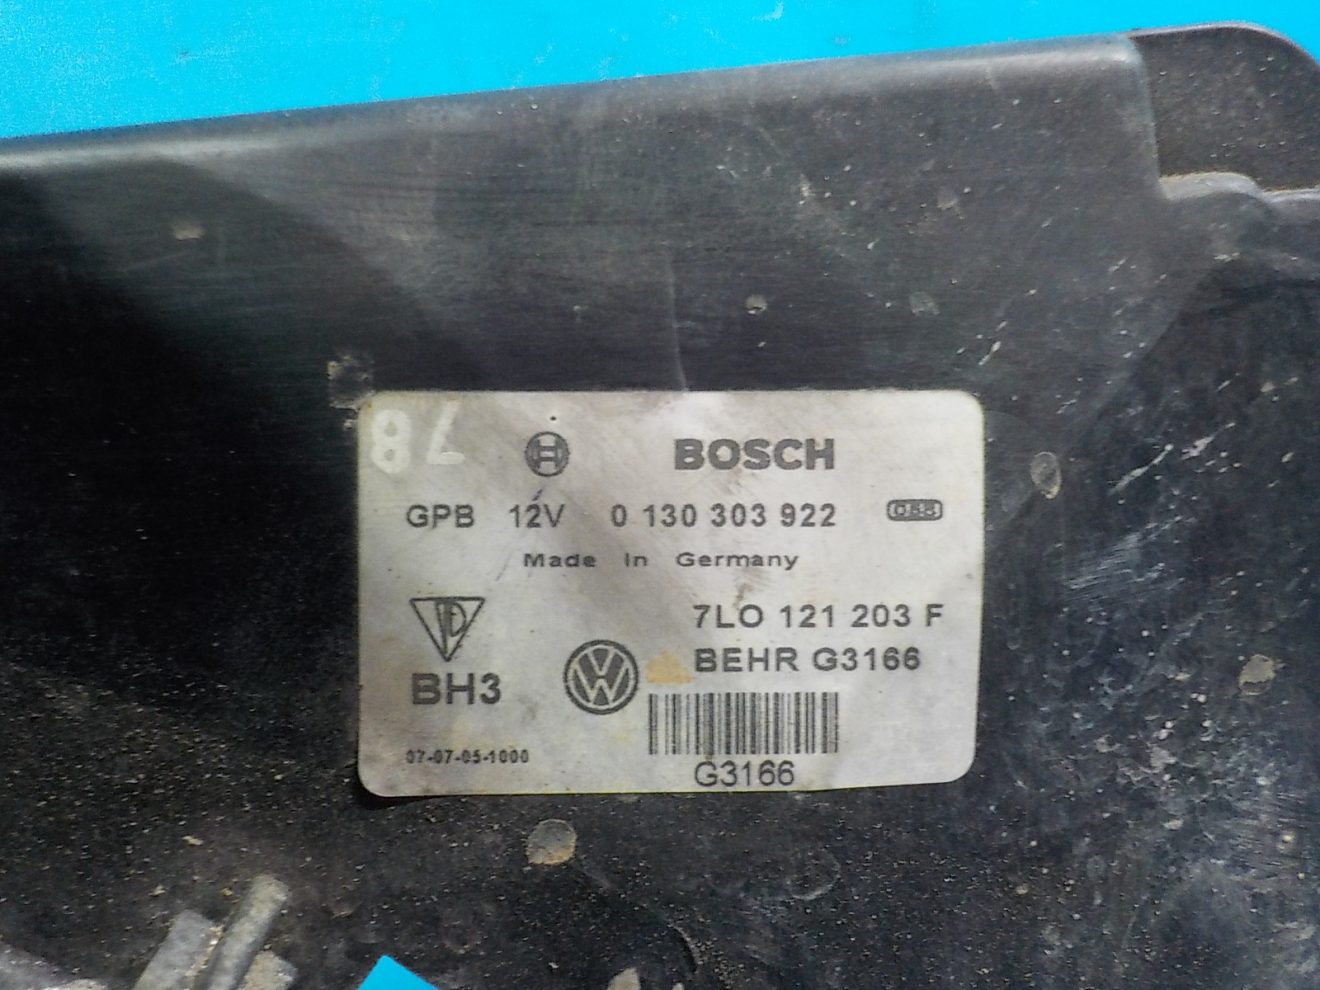 78
BOSCH
GPB 12V 0 130 303 922
Made in Germany
7LO 121 203 F
BEHR G3166
BH3
07-07-05-1000
G3166